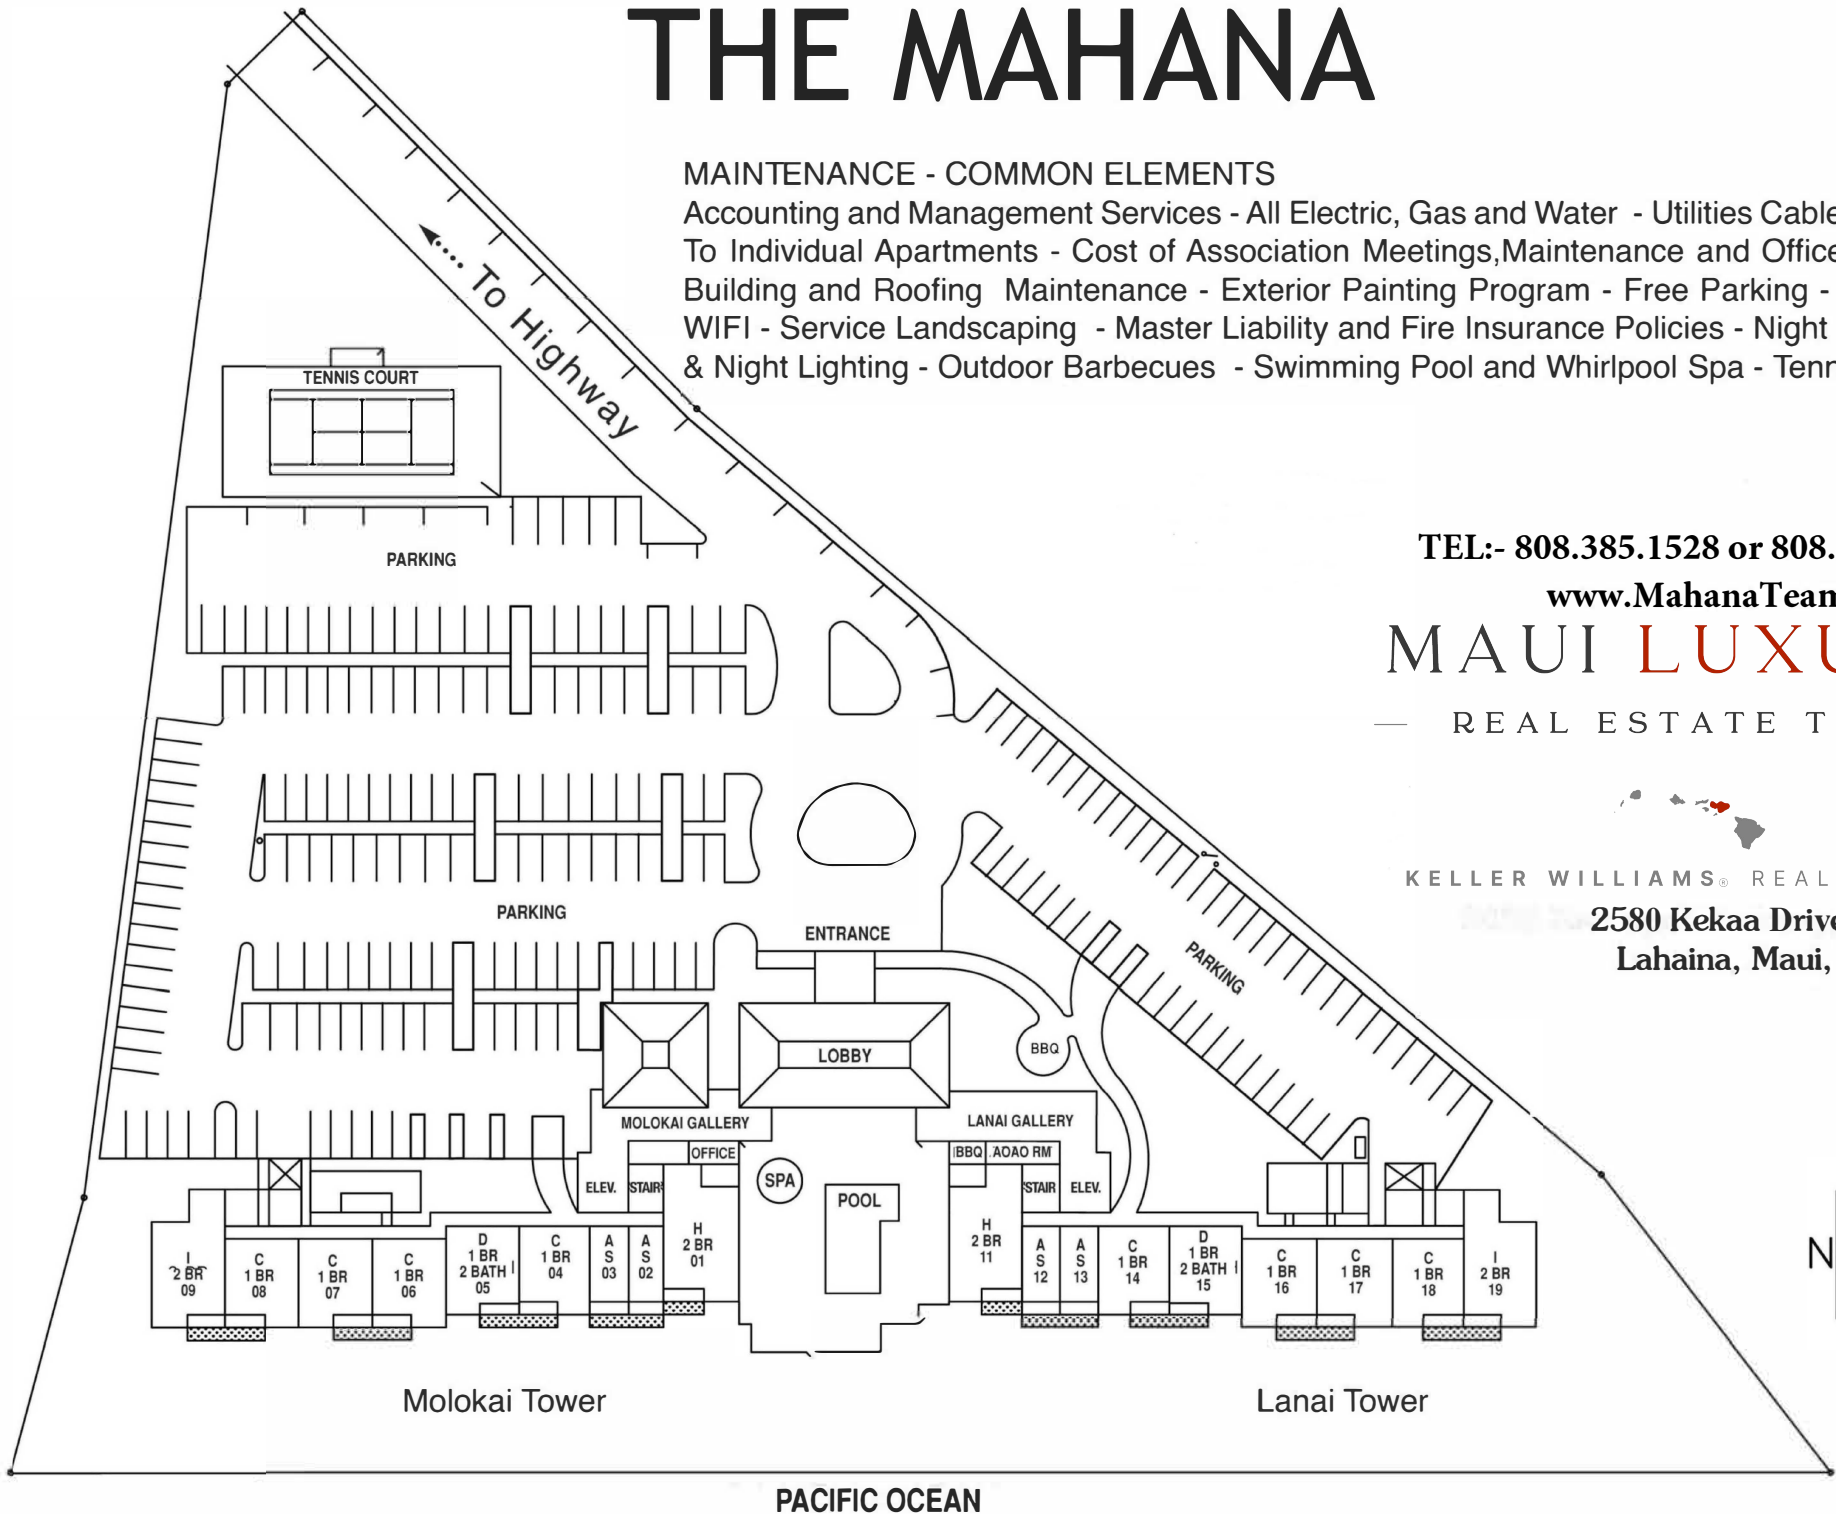 THE MAHANA
MAINTENANCE - COMMON ELEMENTS
Accounting and Management Services - All Electric, Gas and Water - Utilities Cable
To Individual Apartments - Cost of Association Meetings,Maintenance and Office
Building and Roofing Maintenance - Exterior Painting Program - Free Parking -
WIFI - Service Landscaping - Master Liability and Fire Insurance Policies - Night
& Night Lighting - Outdoor Barbecues - Swimming Pool and Whirlpool Spa -
To Highway
TENNIS COURT
PARKING
TEL:- 808.385.1528 or 808.
www.MahanaTeam
MAUI
REAL ESTATE
KELLER WILLIAMS® REAL
2580 Kekaa Drive
Lahaina, Maui,
PARKING
ENTRANCE
PARKING
LOBBY
BBQ
MOLOKAI GALLERY
LANAI GALLERY
OFFICE
BBQ
AOAO RM
ELEV.
STAIR
SPA
POOL
STAIR
ELEV.
I
2 BR
09
C
1 BR
08
C
1 BR
07
C
1 BR
06
D
1 BR
2 BATH
05
C
1 BR
04
A
S
03
A
S
02
H
2 BR
01
H
2 BR
11
A
S
12
A
S
13
C
1 BR
14
D
1 BR
2 BATH
15
C
1 BR
16
C
1 BR
17
C
1 BR
18
I
2 BR
19
N
Molokai Tower
Lanai Tower
PACIFIC OCEAN